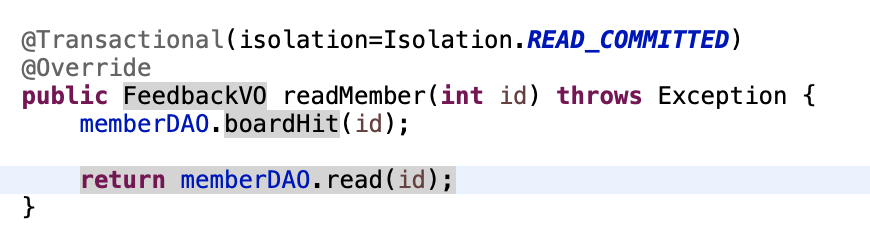 @Transactional(isolation=Isolation.READ_COMMITTED)
@Override
public FeedbackVO readMember(int id) throws Exception {
    memberDAO.boardHit(id);

    return memberDAO.read(id);
}